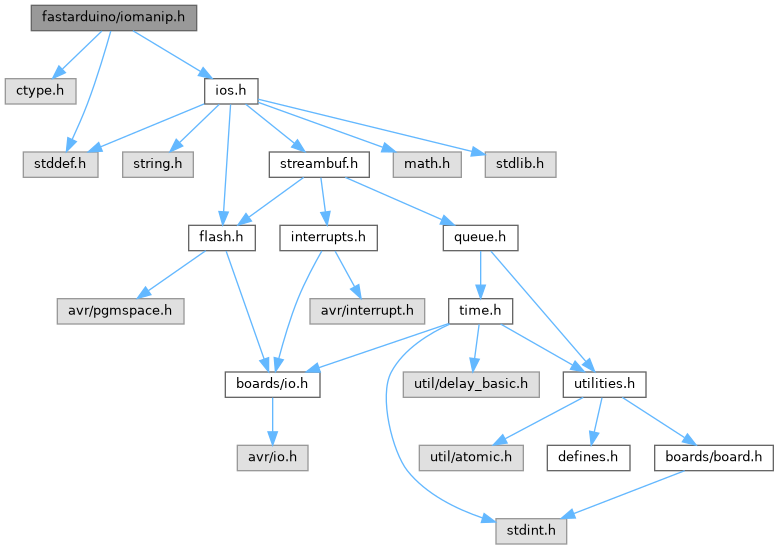 fastarduino/iomanip.h
ctype.h
ios.h
stddef.h
string.h
streambuf.h
math.h
stdlib.h
flash.h
interrupts.h
queue.h
avr/pgmspace.h
avr/interrupt.h
time.h
boards/io.h
util/delay_basic.h
utilities.h
avr/io.h
util/atomic.h
defines.h
boards/board.h
stdint.h